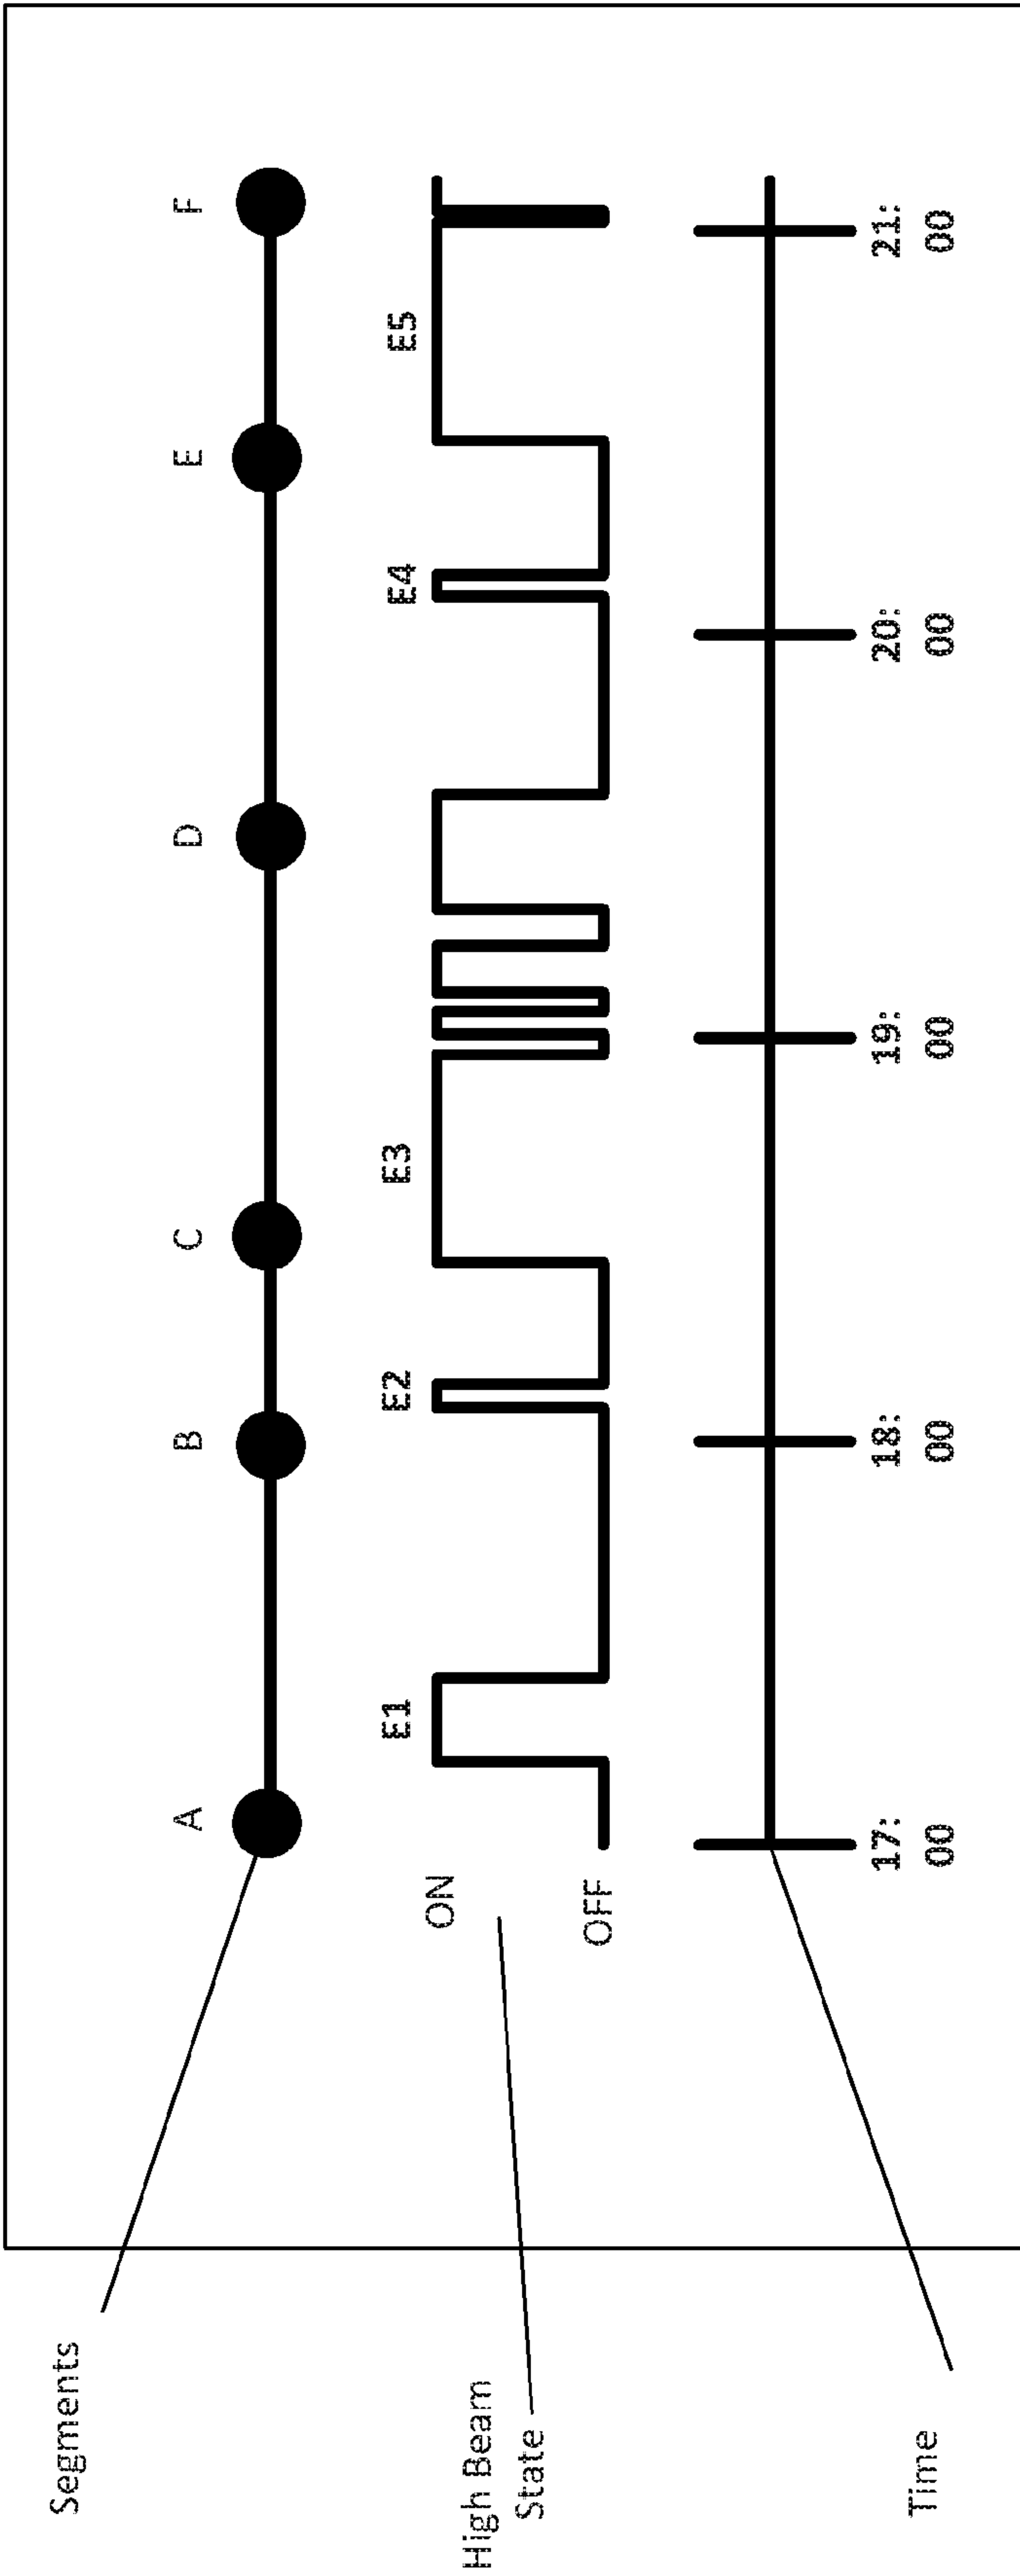 Segments
A B C D E F
High Beam
State
ON
OFF
E1 E2 E3 E4 E5
Time
17: 18: 19: 20: 21:
00 00 00 00 00